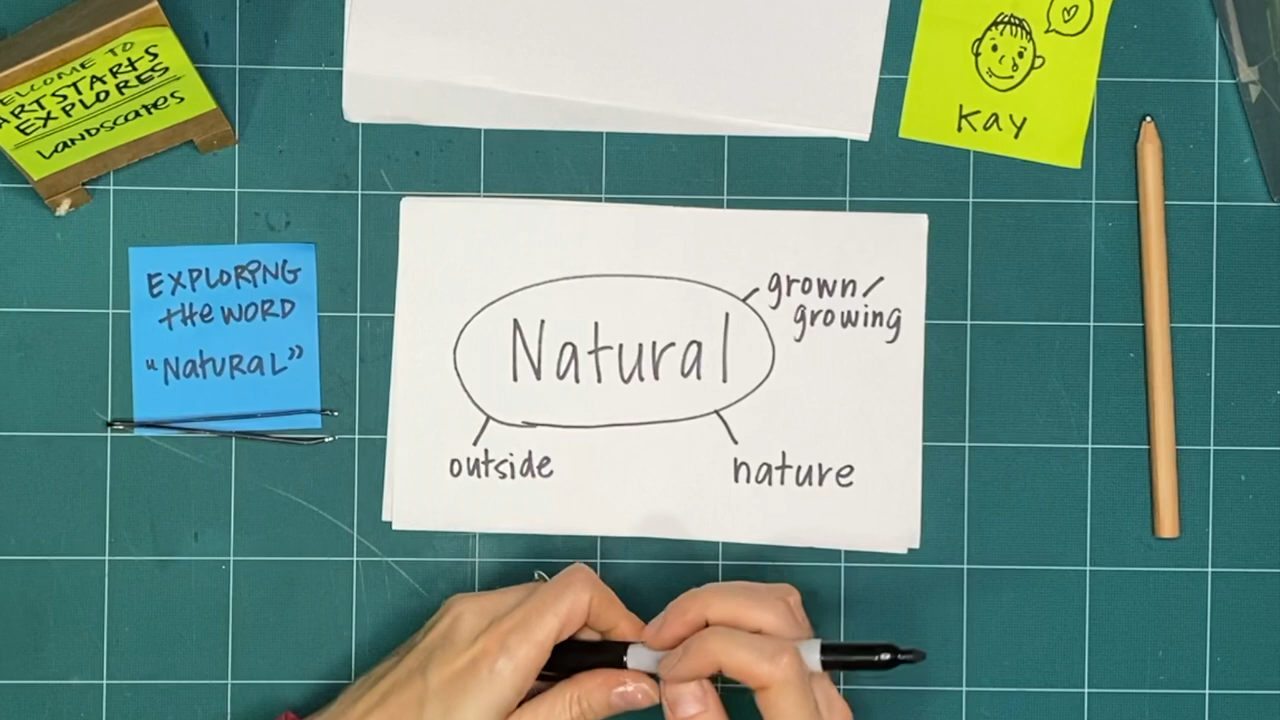 WELCOME TO
ARTSTARTS
EXPLORES
LANDSCAPES
KAY
EXPLORING
THE WORD
"NATURAL"
Natural
grown/
growing
outside
nature